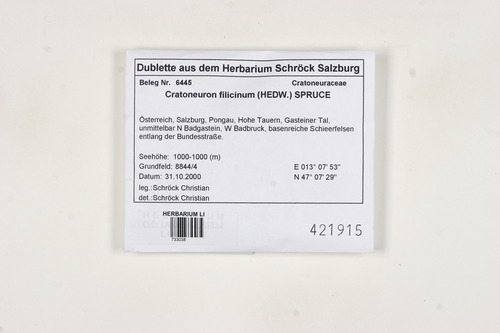 Dublette aus dem Herbarium Schröck Salzburg
Beleg Nr. 6445 Cratoneuraceae
Cratoneuron filicinum (HEDW.) SPRUCE
Österreich, Salzburg, Pongau, Hohe Tauern, Gasteiner Tal,
unmittelbar N Badgastein, W Badbruck, basenreiche Schieerfelsen
entlang der Bundesstraße.
Seehöhe: 1000-1000 (m)
Grundfeld: 8844/4 E 013° 07' 53"
Datum: 31.10.2000 N 47° 07' 29"
leg.:Schröck Christian
det.:Schröck Christian
HERBARIUM LI
733038
421915